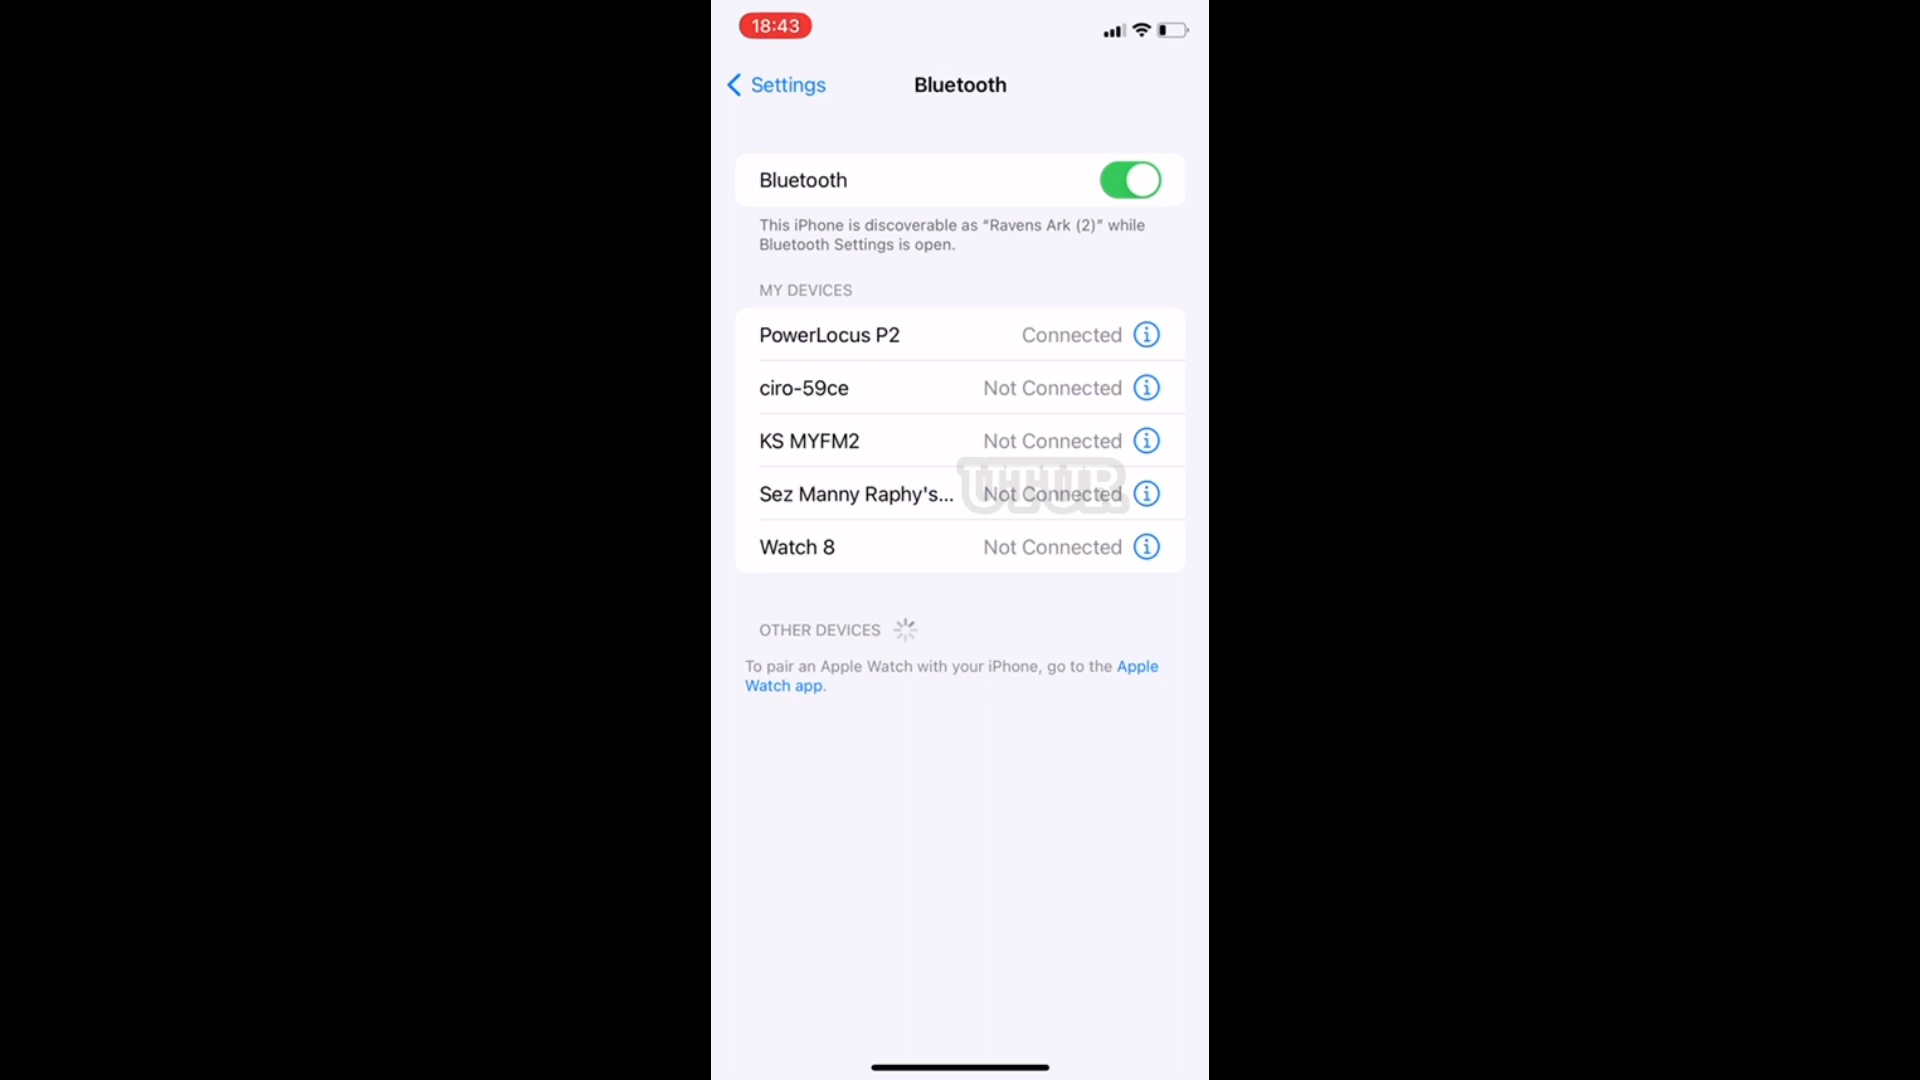 18:43
Settings
Bluetooth
Bluetooth
This iPhone is discoverable as “Ravens Ark (2)” while
Bluetooth Settings is open.
MY DEVICES
PowerLocus P2 Connected
ciro-59ce Not Connected
KS MYFM2 Not Connected
Sez Manny Raphy's... Not Connected
UTUR
Watch 8 Not Connected
OTHER DEVICES
To pair an Apple Watch with your iPhone, go to the Apple
Watch app.